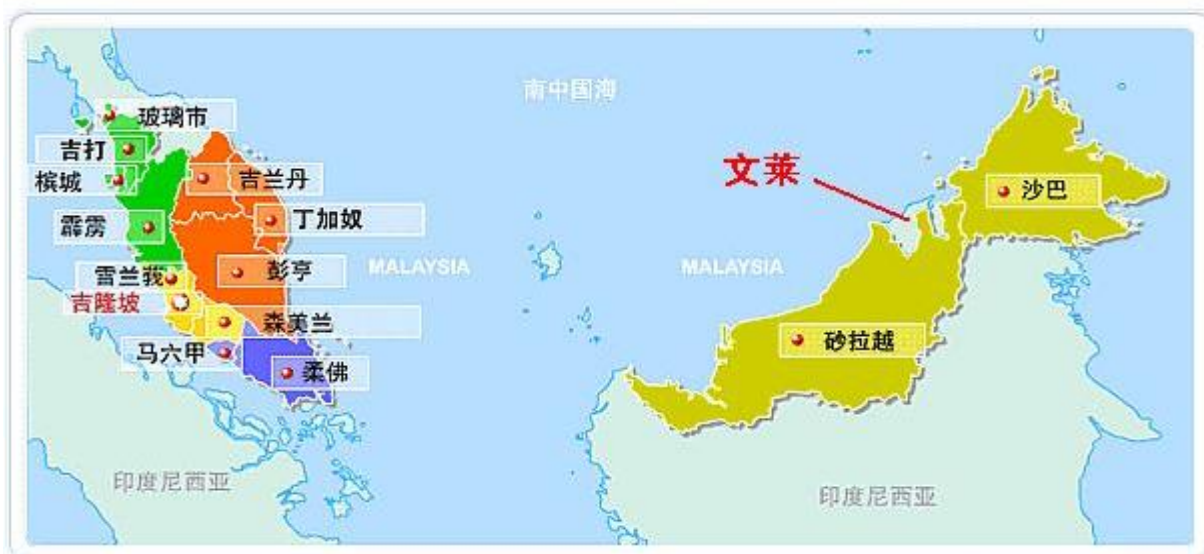 南中国海
玻璃市
吉打
文莱
槟城
吉兰丹
沙巴
霹雳
丁加奴
MALAYSIA
MALAYSIA
雪兰莪
彭亨
吉隆坡
森美兰
砂拉越
马六甲
柔佛
印度尼西亚
印度尼西亚